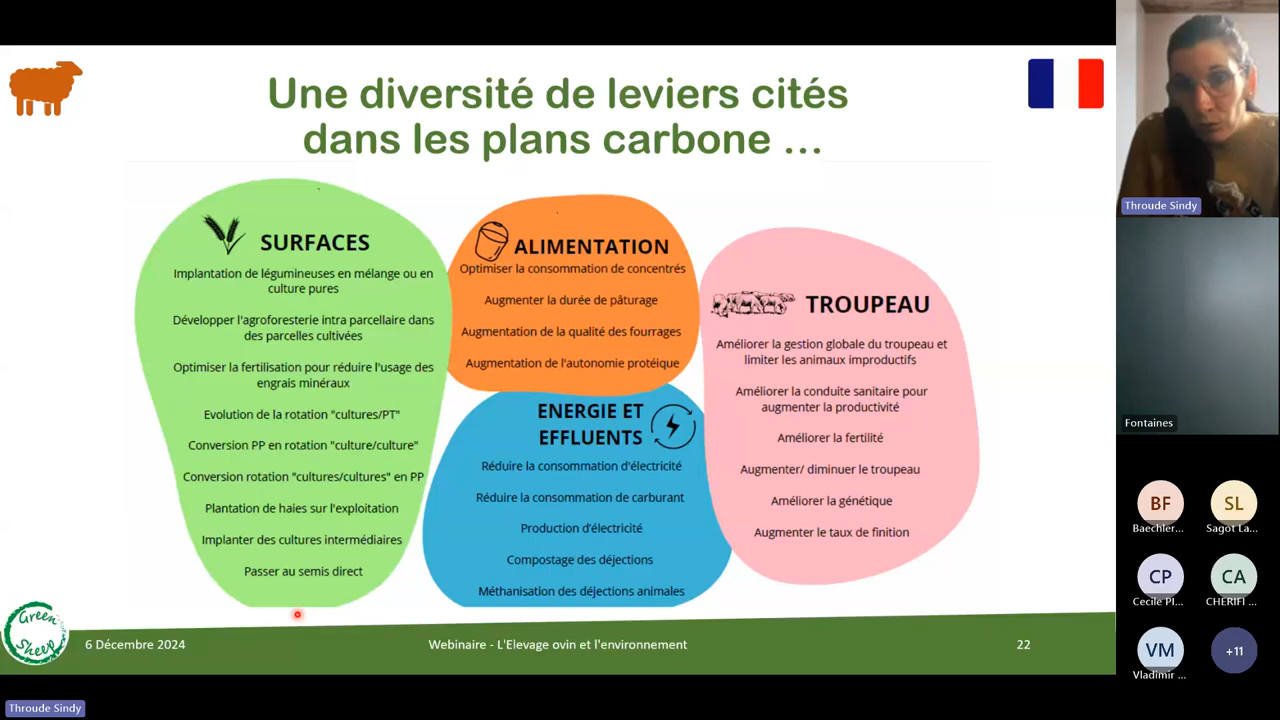 Une diversité de leviers cités
dans les plans carbone ...
SURFACES
Implantation de légumineuses en mélange ou en
culture pures
Développer l'agroforesterie intra parcellaire dans
des parcelles cultivées
Optimiser la fertilisation pour réduire l'usage des
engrais minéraux
Evolution de la rotation "cultures/PT"
Conversion PP en rotation "culture/culture"
Conversion rotation "cultures/cultures" en PP
Plantation de haies sur l'exploitation
Implanter des cultures intermédiaires
Passer au semis direct
ALIMENTATION
Optimiser la consommation de concentrés
Augmenter la durée de pâturage
Augmentation de la qualité des fourrages
Augmentation de l'autonomie protéique
ENERGIE ET
EFFLUENTS
Réduire la consommation d'électricité
Réduire la consommation de carburant
Production d'électricité
Compostage des déjections
Méthanisation des déjections animales
TROUPEAU
Améliorer la gestion globale du troupeau et
limiter les animaux improductifs
Améliorer la conduite sanitaire pour
augmenter la productivité
Améliorer la fertilité
Augmenter/ diminuer le troupeau
Améliorer la génétique
Augmenter le taux de finition
Green
Sheep
6 Décembre 2024
Webinaire - L'Elevage ovin et l'environnement
22
Throude Sindy
Throude Sindy
Fontaines
BF
Baechler...
SL
Sagot La...
CP
Cecile Pl...
CA
CHERIFI ...
VM
Vladimir ...
+11